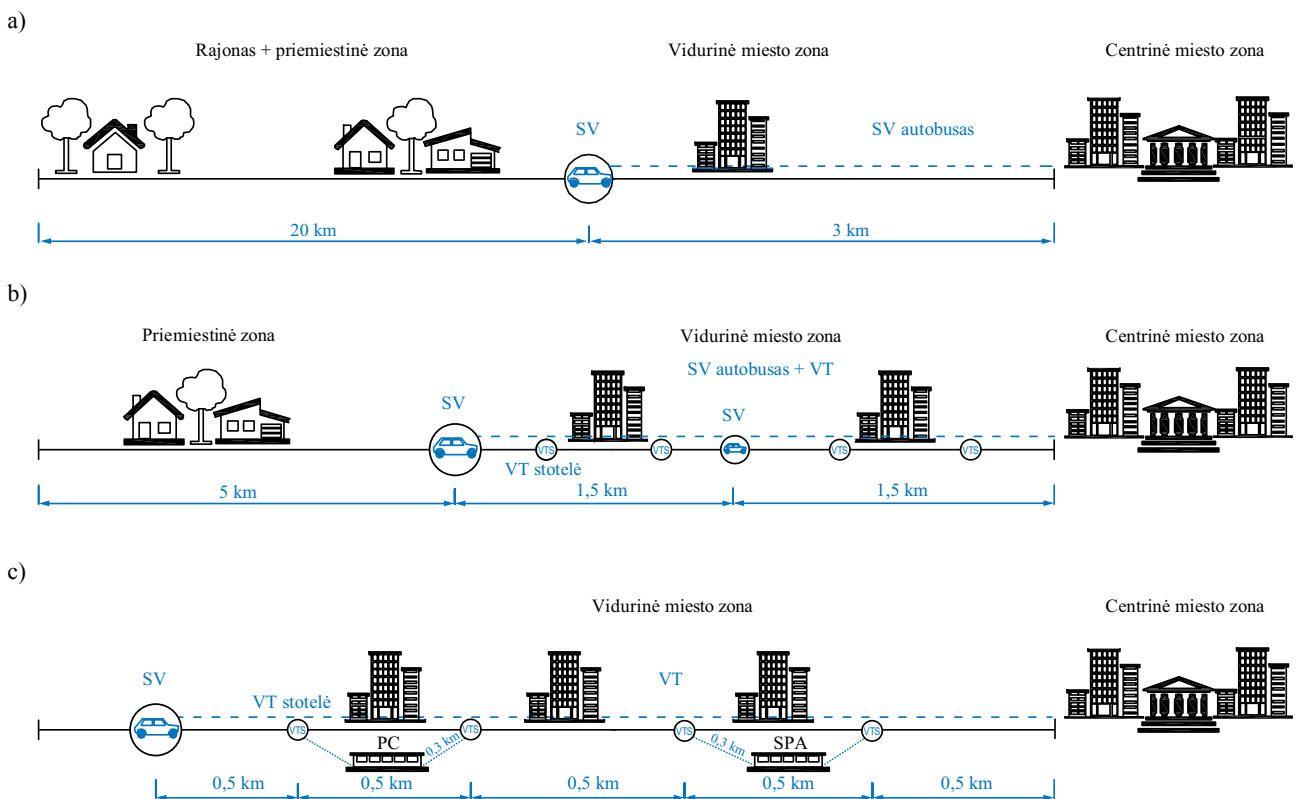 a)
Rajonas + priemiestinė zona
Vidurinė miesto zona
Centrinė miesto zona
SV
SV autobusas
20 km
3 km
b)
Priemiestinė zona
Vidurinė miesto zona
Centrinė miesto zona
SV autobusas + VT
SV
SV
VTS
VTS
VTS
VTS
VT stotelė
5 km
1,5 km
1,5 km
c)
Vidurinė miesto zona
Centrinė miesto zona
SV
VT stotelė
VT
VTS
VTS
VTS
VTS
PC
0,3 km
0,3 km
SPA
0,5 km
0,5 km
0,5 km
0,5 km
0,5 km